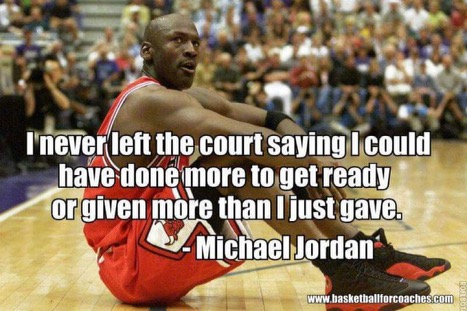 I never left the court saying I could
have done more to get ready
or given more than I just gave.
- Michael Jordan
www.basketballforcoaches.com